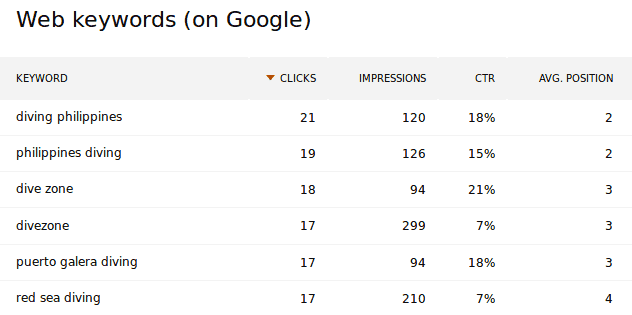 Web keywords (on Google)
KEYWORD CLICKS IMPRESSIONS CTR AVG. POSITION
diving philippines 21 120 18% 2
philippines diving 19 126 15% 2
dive zone 18 94 21% 3
divezone 17 299 7% 3
puerto galera diving 17 94 18% 3
red sea diving 17 210 7% 4